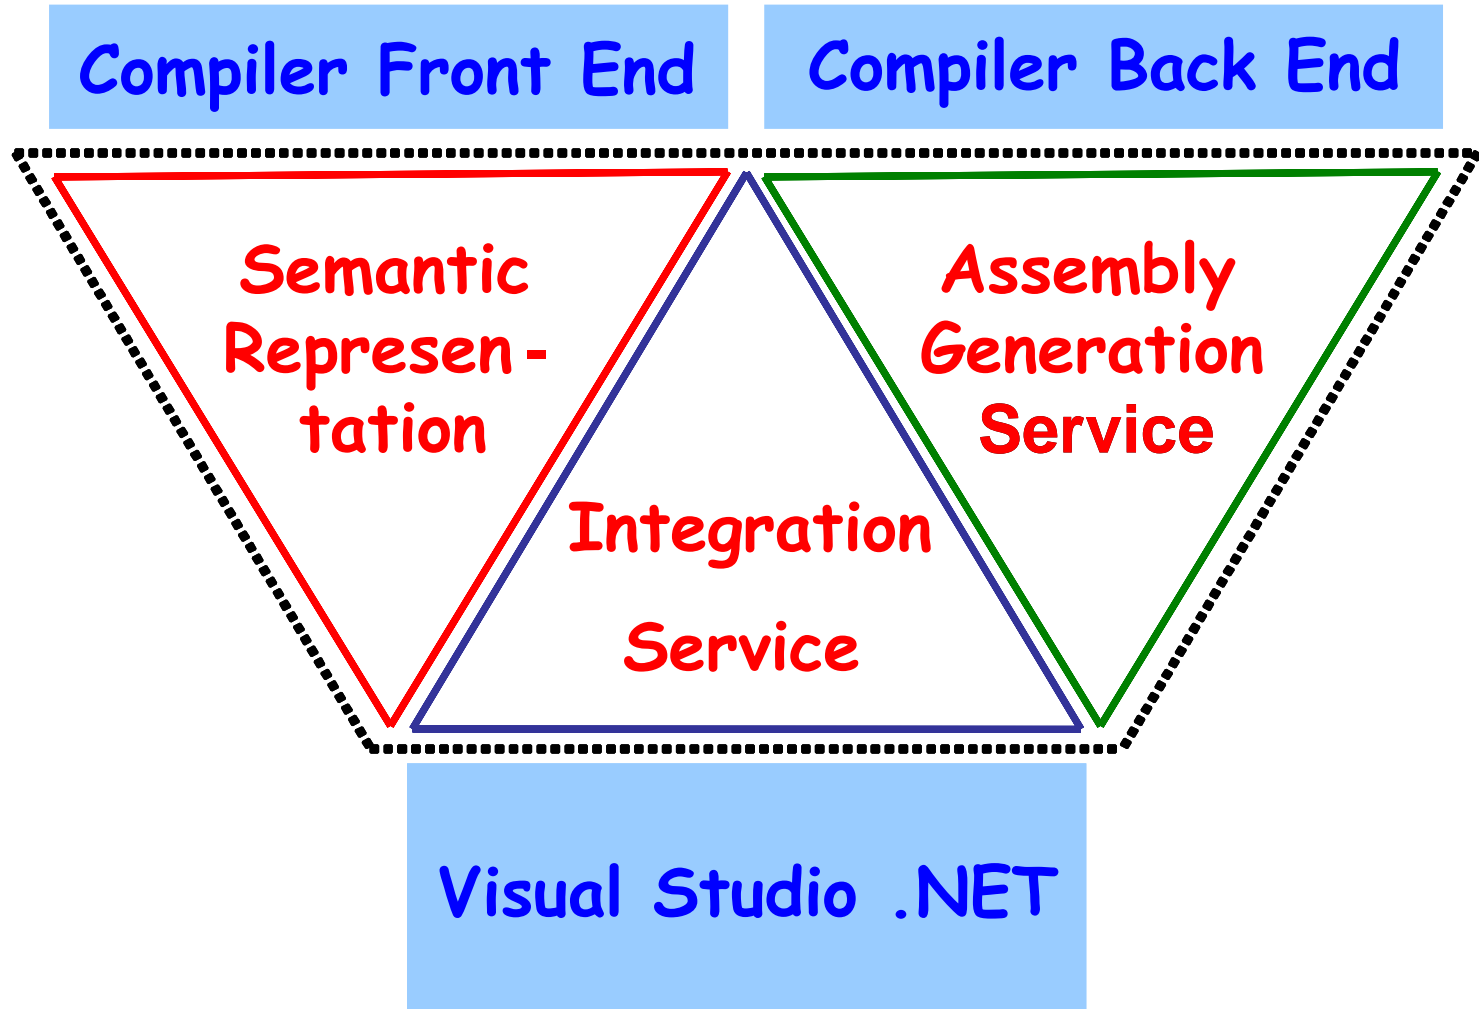 Compiler Front End
Compiler Back End
Semantic
Represen-
tation
Assembly
Generation
Service
Integration
Service
Visual Studio .NET